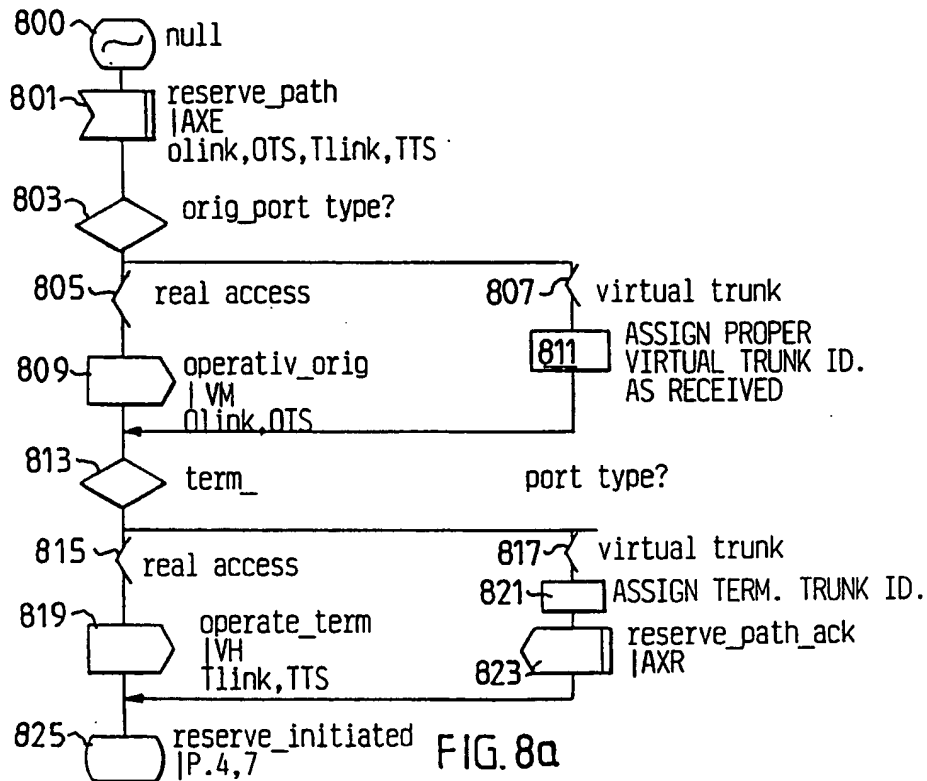 800 null
801 reserve_path
|AXE
olink,OTS,Tlink,TTS
803 orig_port type?
805 real access 807 virtual trunk
811 ASSIGN PROPER
VIRTUAL TRUNK ID.
AS RECEIVED
809 operativ_orig
|VM
Olink,OTS
813 term_ port type?
815 real access 817 virtual trunk
821 ASSIGN TERM. TRUNK ID.
819 operate_term
|VH
Tlink,TTS
823 reserve_path_ack
|AXR
825 reserve_initiated
|P.4,7
FIG. 8a